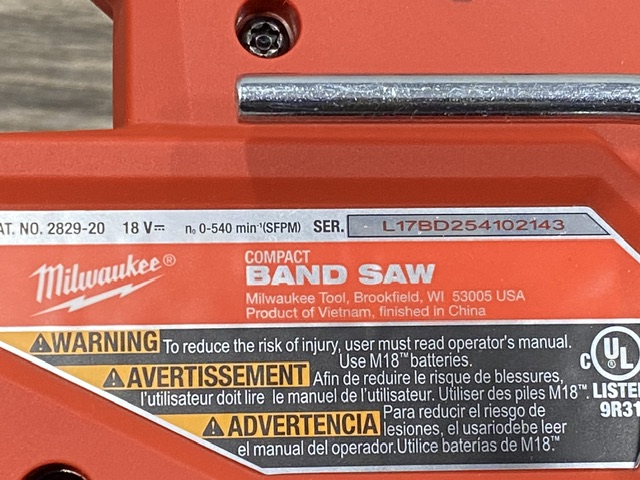 AT. NO. 2829-20 18 V⎓ n₀ 0-540 min⁻¹(SFPM) SER. L17BD254102143
Milwaukee®
COMPACT
BAND SAW
Milwaukee Tool, Brookfield, WI 53005 USA
Product of Vietnam, finished in China
⚠WARNING To reduce the risk of injury, user must read operator's manual.
Use M18™ batteries.
⚠AVERTISSEMENT Afin de reduire le risque de blessures,
l'utilisateur doit lire le manuel de l'utilisateur. Utiliser des piles M18™.
⚠ADVERTENCIA Para reducir el riesgo de
lesiones, el usariodebe leer
el manual del operador.Utilice baterías de M18™.
c UL®
LISTE
9R31